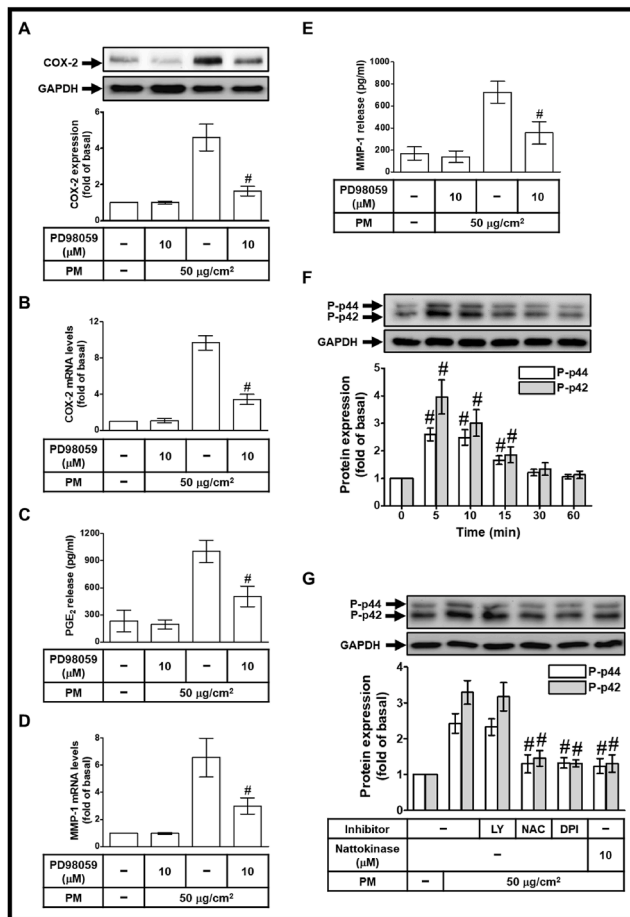 A
COX-2
GAPDH
COX-2 expression
(fold of basal)
6
4
2
0
#
PD98059
(μM)
– 10 – 10
PM – 50 μg/cm2
B
COX-2 mRNA levels
(fold of basal)
12
8
4
0
#
PD98059
(μM)
– 10 – 10
PM – 50 μg/cm2
C
PGE2 release (pg/ml)
1200
900
600
300
0
#
PD98059
(μM)
– 10 – 10
PM – 50 μg/cm2
D
MMP-1 mRNA levels
(fold of basal)
8
6
4
2
0
#
PD98059
(μM)
– 10 – 10
PM – 50 μg/cm2
E
MMP-1 release (pg/ml)
1000
800
600
400
200
0
#
PD98059
(μM)
– 10 – 10
PM – 50 μg/cm2
F
P-p44
P-p42
GAPDH
Protein expression
(fold of basal)
5
4
3
2
1
0
P-p44
P-p42
# # # # # #
0 5 10 15 30 60
Time (min)
G
P-p44
P-p42
GAPDH
Protein expression
(fold of basal)
4
3
2
1
0
P-p44
P-p42
## ## ##
Inhibitor – LY NAC DPI –
Nattokinase
(μM)
– 10
PM – 50 μg/cm2